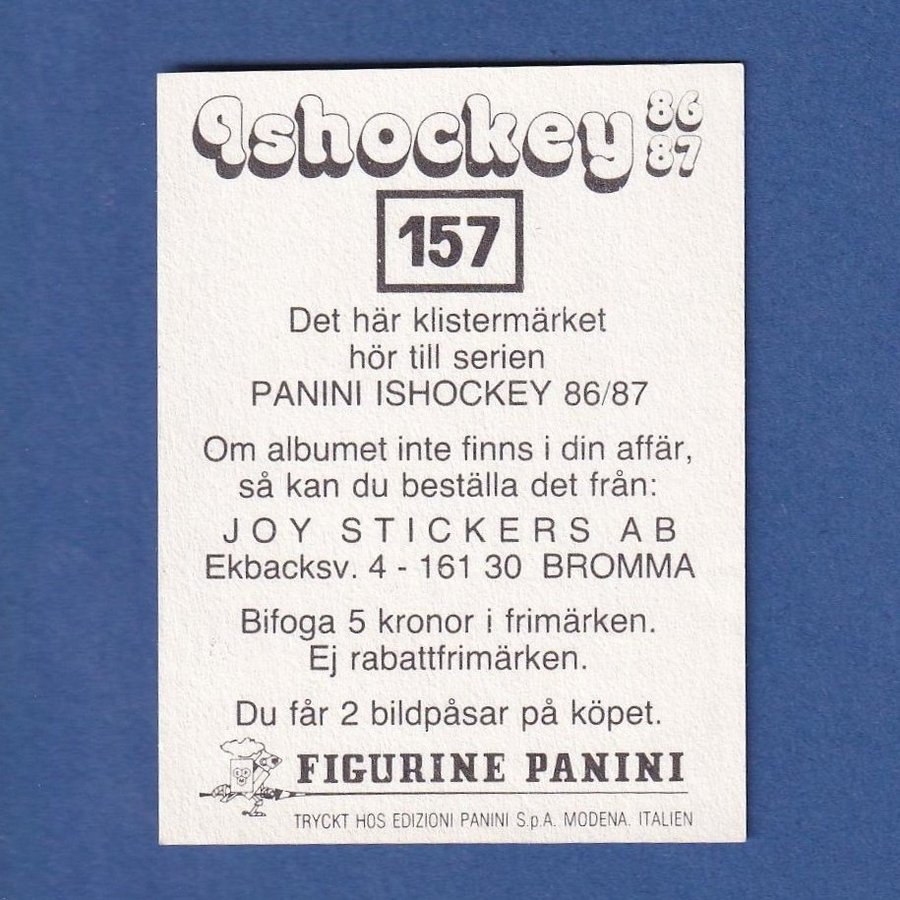 Ishockey 86
87
157
Det här klistermärket
hör till serien
PANINI ISHOCKEY 86/87
Om albumet inte finns i din affär,
så kan du beställa det från:
JOY STICKERS AB
Ekbacksv. 4 - 161 30 BROMMA
Bifoga 5 kronor i frimärken.
Ej rabattfrimärken.
Du får 2 bildpåsar på köpet.
FIGURINE PANINI
TRYCKT HOS EDIZIONI PANINI S.p.A. MODENA. ITALIEN